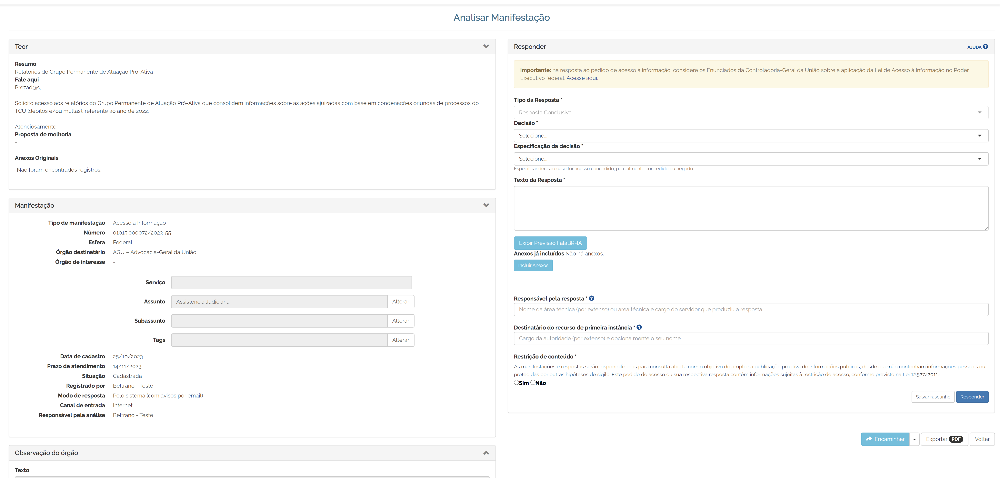 Analisar Manifestação
Teor
Resumo
Relatórios do Grupo Permanente de Atuação Pró-Ativa
Fale aqui
Prezad@s,
Solicito acesso aos relatórios do Grupo Permanente de Atuação Pró-Ativa que consolidem informações sobre as ações ajuizadas com base em condenações oriundas de processos do
TCU (débitos e/ou multas), referente ao ano de 2022.
Atenciosamente,
Proposta de melhoria
-
Anexos Originais
Não foram encontrados registros.
Manifestação
Tipo de manifestação Acesso à Informação
Número 01015.000072/2023-55
Esfera Federal
Órgão destinatário AGU – Advocacia-Geral da União
Órgão de interesse -
Serviço
Assunto Assistência Judiciária Alterar
Subassunto Alterar
Tags Alterar
Data de cadastro 25/10/2023
Prazo de atendimento 14/11/2023
Situação Cadastrada
Registrado por Beltrano - Teste
Modo de resposta Pelo sistema (com avisos por email)
Canal de entrada Internet
Responsável pela análise Beltrano - Teste
Observação do órgão
Texto
Responder AJUDA ?
Importante: na resposta ao pedido de acesso à informação, considere os Enunciados da Controladoria-Geral da União sobre a aplicação da Lei de Acesso à Informação no Poder
Executivo federal. Acesse aqui.
Tipo da Resposta *
Resposta Conclusiva
Decisão *
Selecione...
Especificação da decisão *
Selecione...
Especificar decisão caso for acesso concedido, parcialmente concedido ou negado.
Texto da Resposta *
Exibir Previsão FalaBR-IA
Anexos já incluídos Não há anexos.
Incluir Anexos
Responsável pela resposta * ?
Nome da área técnica (por extenso) ou área técnica e cargo do servidor que produziu a resposta
Destinatário do recurso de primeira instância * ?
Cargo da autoridade (por extenso) e opcionalmente o seu nome
Restrição de conteúdo *
As manifestações e respostas serão disponibilizadas para consulta aberta com o objetivo de ampliar a publicação proativa de informações públicas, desde que não contenham informações pessoais ou
protegidas por outras hipóteses de sigilo. Este pedido de acesso ou sua respectiva resposta contém informações sujeitas à restrição de acesso, conforme previsto na Lei 12.527/2011?
Sim Não
Salvar rascunho Responder
Encaminhar Exportar PDF Voltar